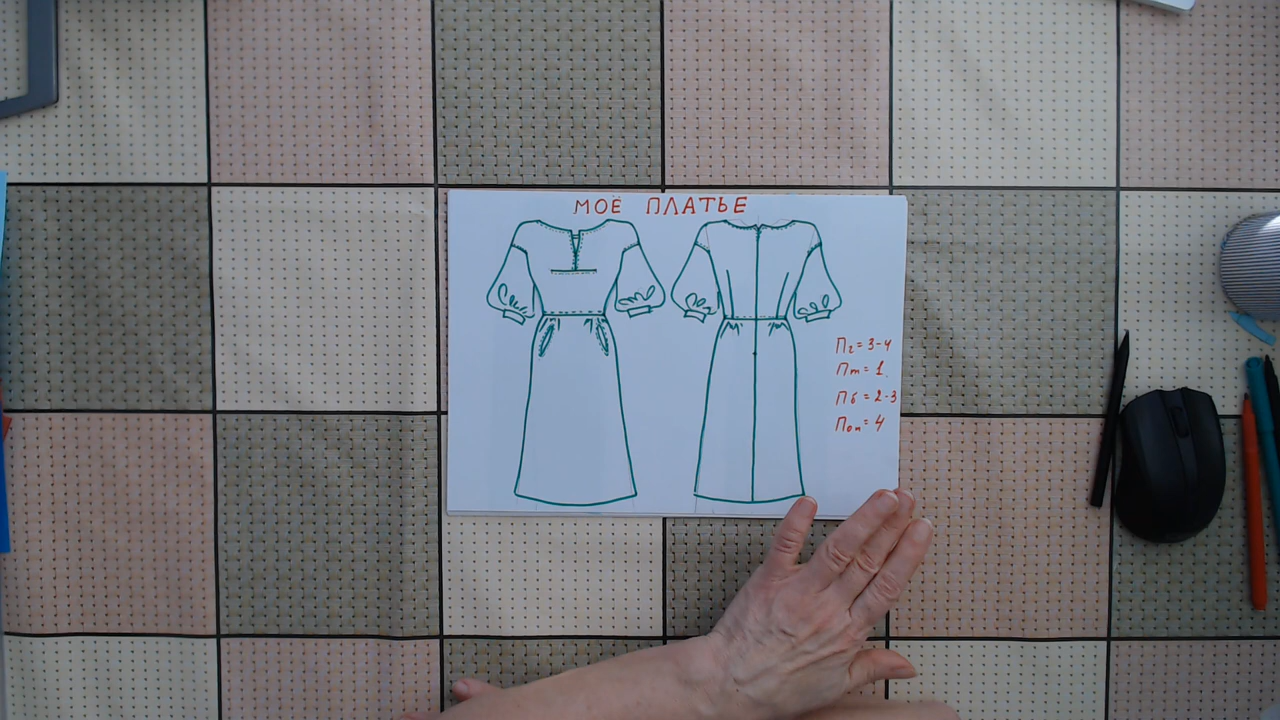 МОЁ ПЛАТЬЕ
Пг = 3-4
Пт = 1.
Пб = 2-3
Поп = 4